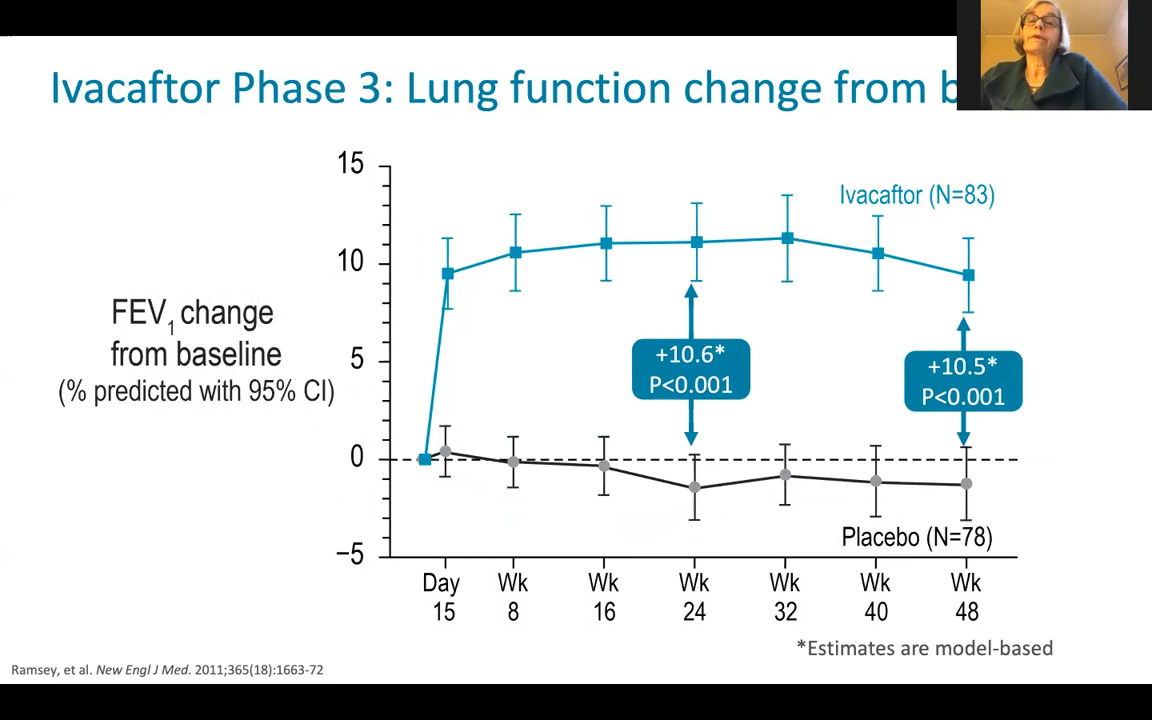 Ivacaftor Phase 3: Lung function change from b
15
10
5
0
−5
FEV1 change
from baseline
(% predicted with 95% CI)
Ivacaftor (N=83)
+10.6*
P<0.001
+10.5*
P<0.001
Placebo (N=78)
Day Wk Wk Wk Wk Wk Wk
15 8 16 24 32 40 48
*Estimates are model-based
Ramsey, et al. New Engl J Med. 2011;365(18):1663-72